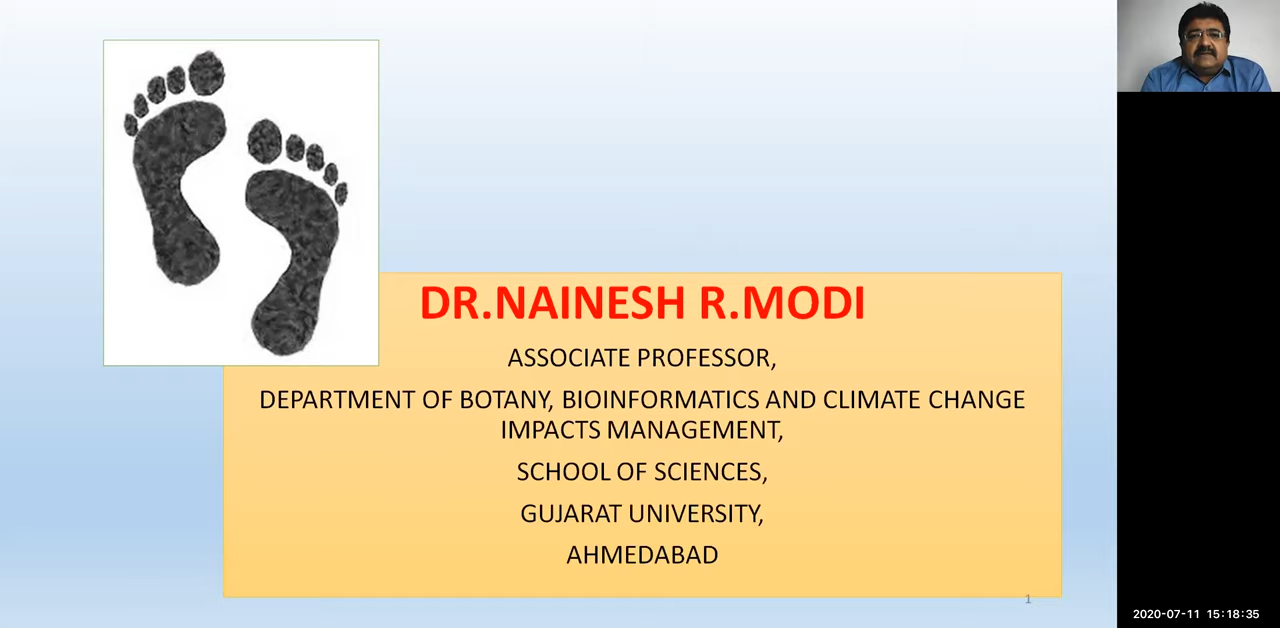 DR.NAINESH R.MODI
ASSOCIATE PROFESSOR,
DEPARTMENT OF BOTANY, BIOINFORMATICS AND CLIMATE CHANGE
IMPACTS MANAGEMENT,
SCHOOL OF SCIENCES,
GUJARAT UNIVERSITY,
AHMEDABAD
1
2020-07-11 15:18:35